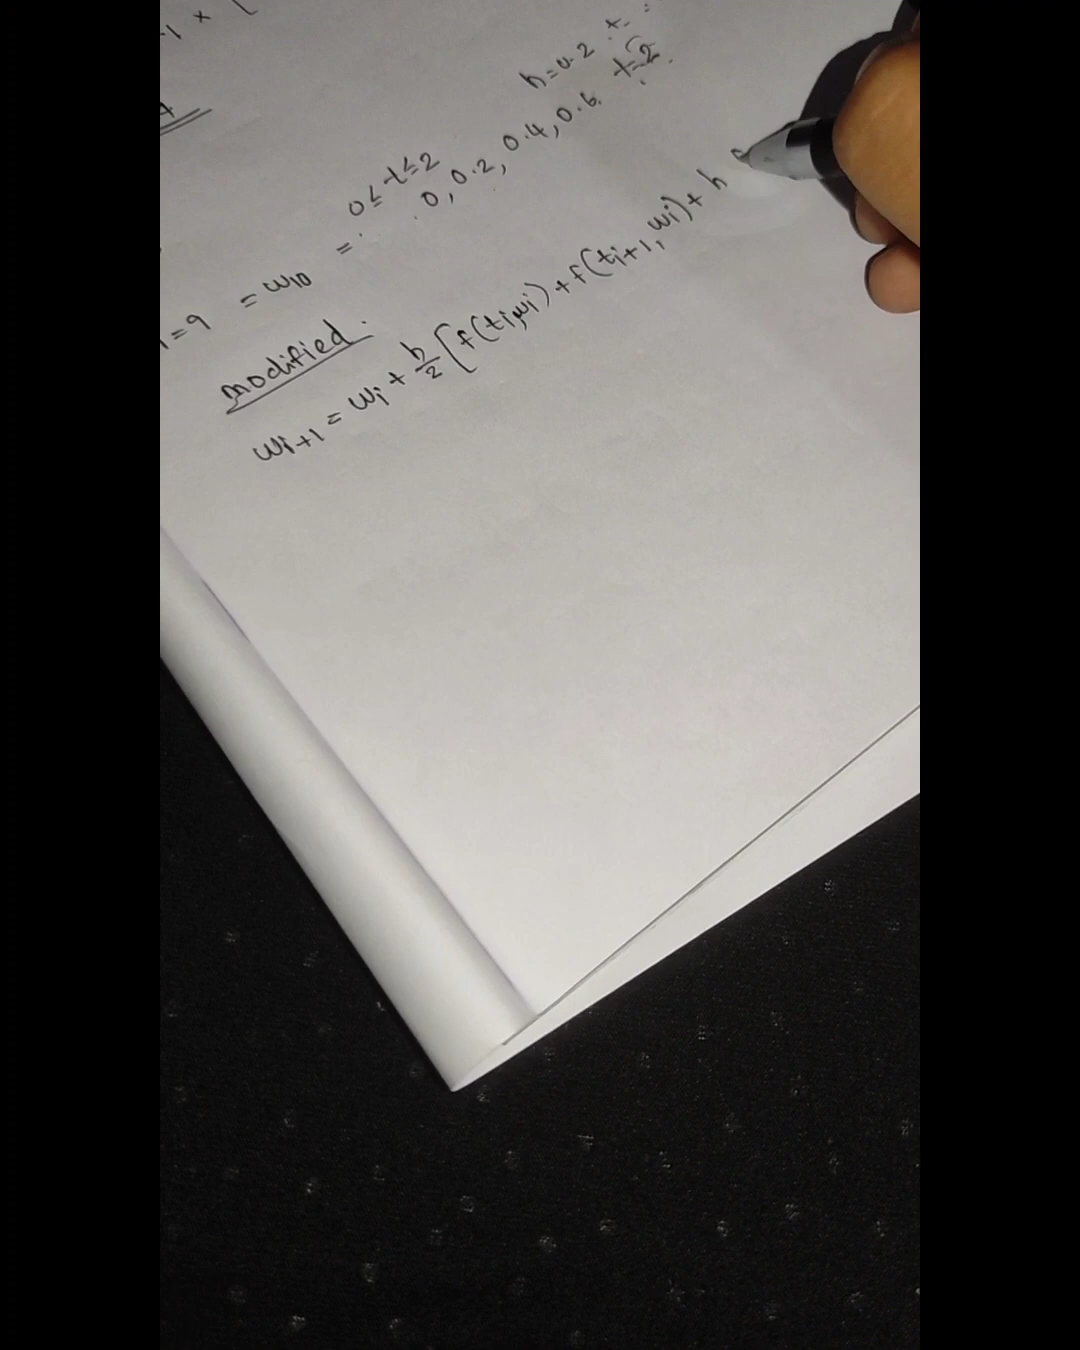 h=0.2
0≤t≤2
0, 0.2, 0.4, 0.6. t=2
i=9 = w10 =
modified.
wi+1 = wi + h/2 [f(ti, wi) + f(ti+1, wi) + h